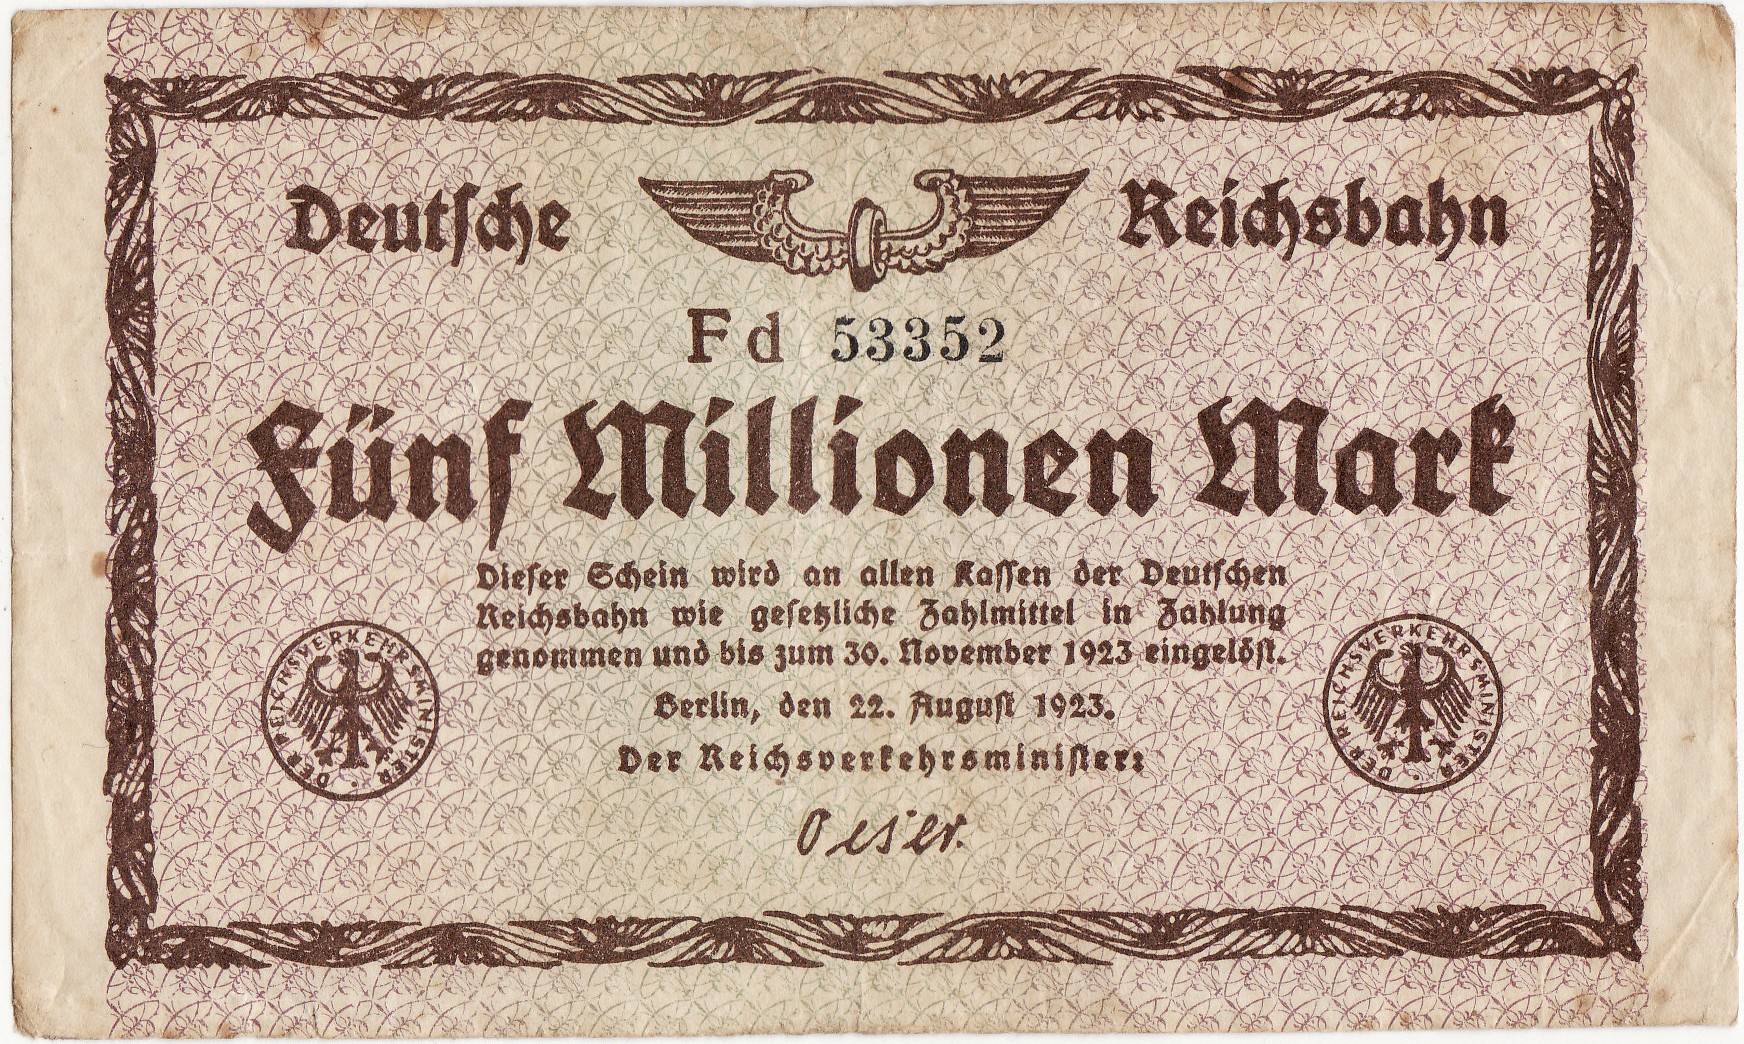 Deutſche Reichsbahn
Fd 53352
Fünf Millionen Mark
Dieſer Schein wird an allen Kaſſen der Deutſchen
Reichsbahn wie geſetzliche Zahlmittel in Zahlung
genommen und bis zum 30. November 1923 eingelöſt.
Berlin, den 22. Auguſt 1923.
Der Reichsverkehrsminiſter:
Oeser.
DER REICHSVERKEHRSMINISTER
DER REICHSVERKEHRSMINISTER